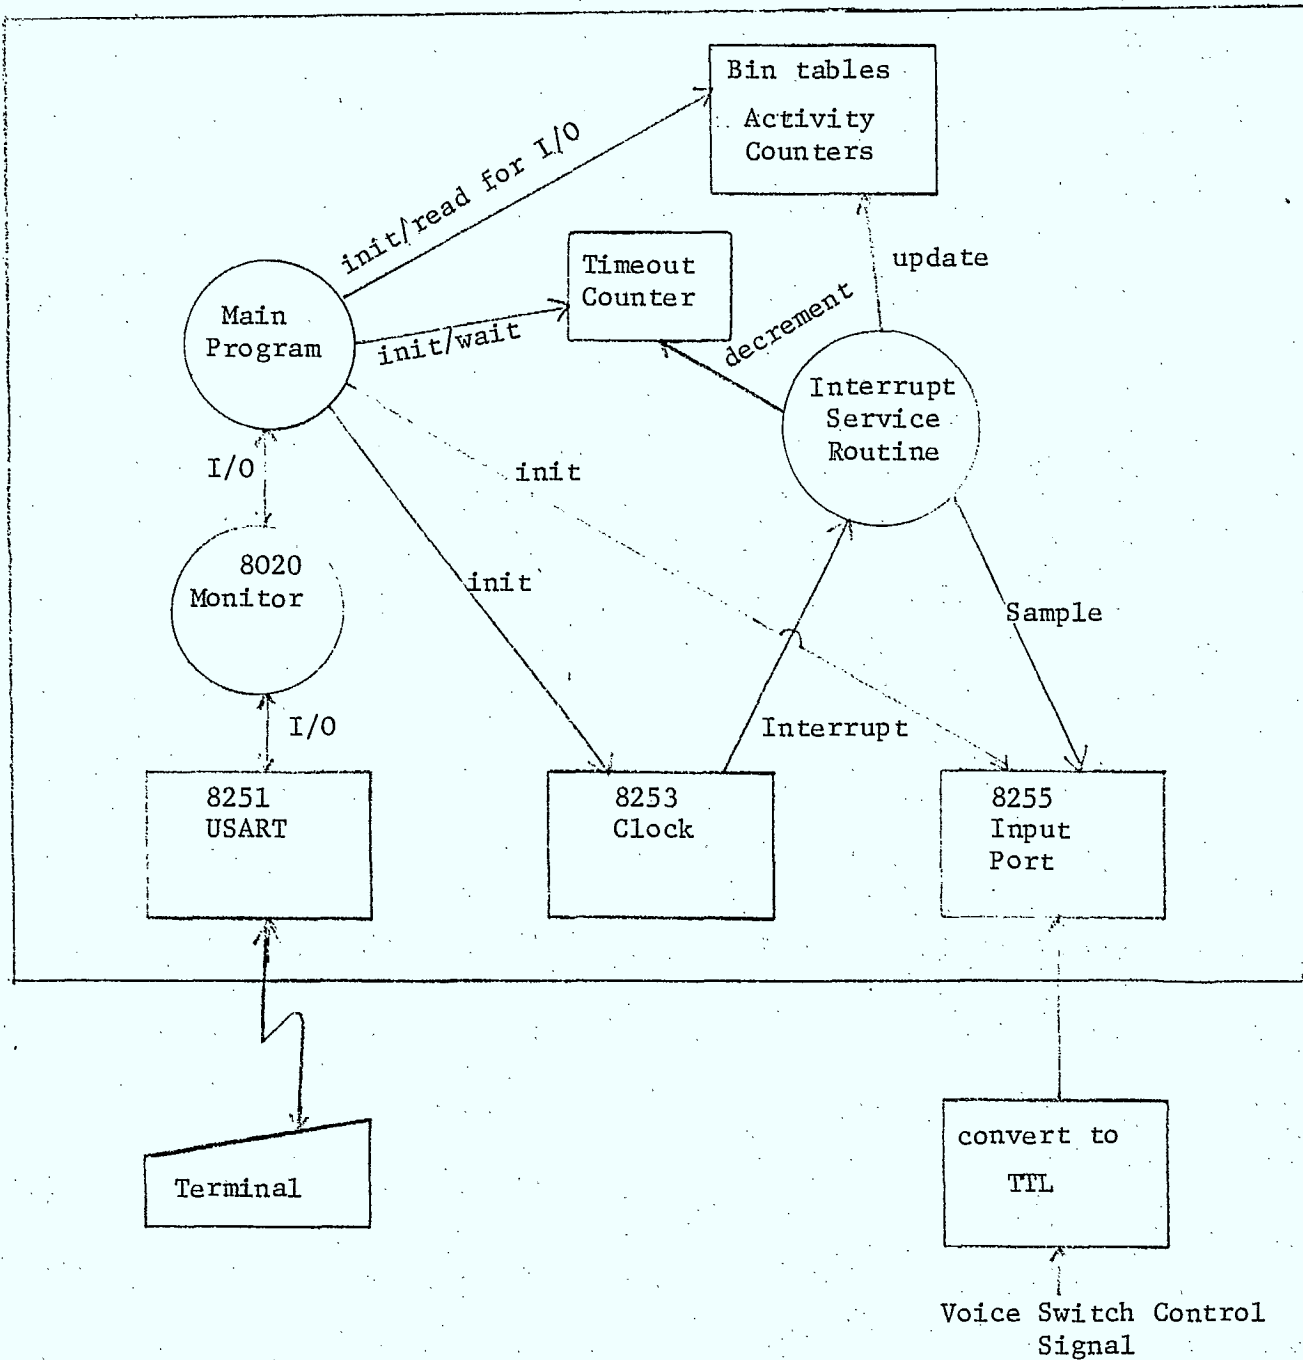 Bin tables
Activity
Counters
init/read for I/O
Timeout
Counter
update
Main
Program
init/wait
decrement
Interrupt
Service
Routine
I/O
init
8020
Monitor
init
Sample
I/O
Interrupt
8251
USART
8253
Clock
8255
Input
Port
convert to
TTL
Terminal
Voice Switch Control
Signal